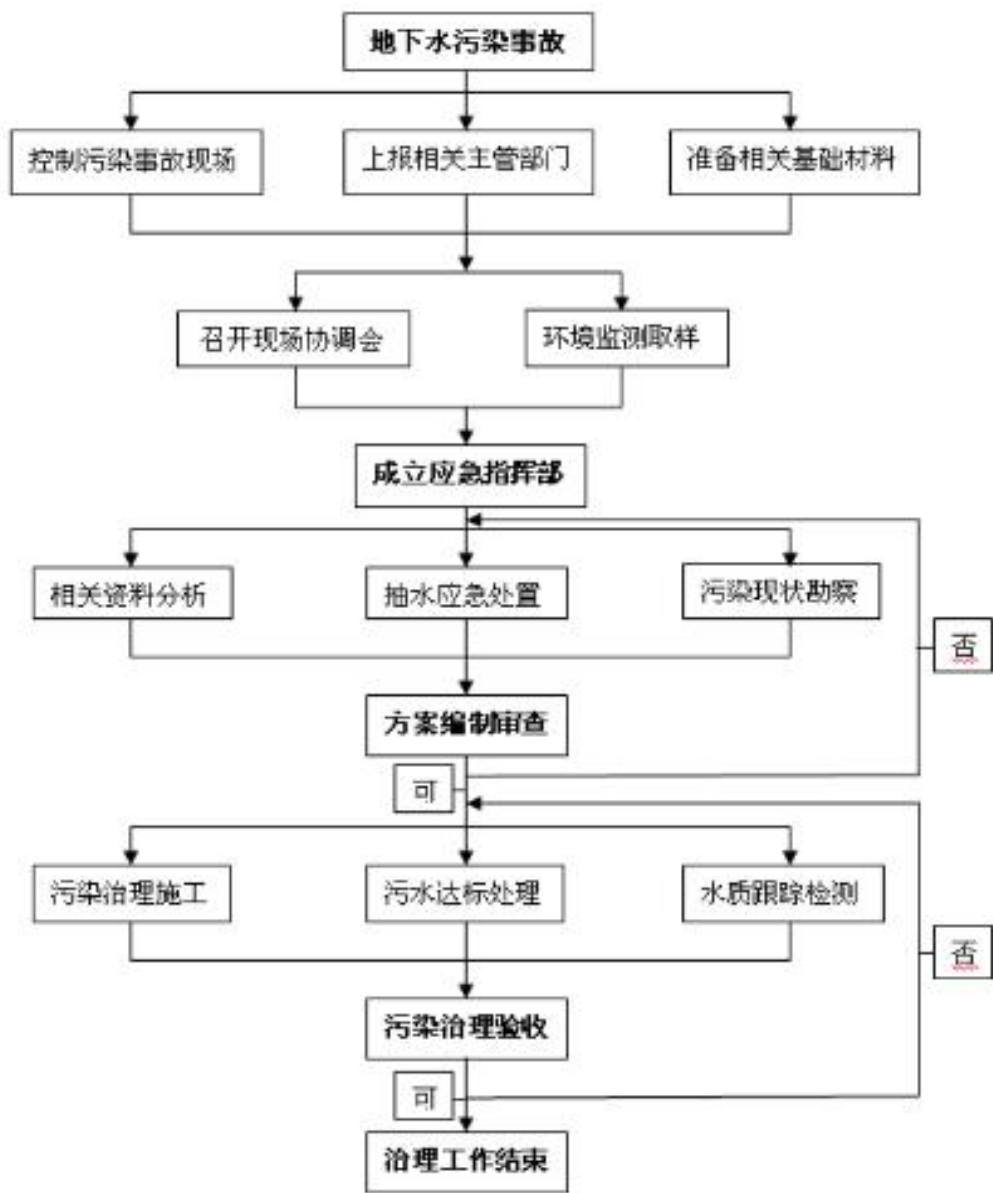 地下水污染事故
控制污染事故现场
上报相关主管部门
准备相关基础材料
召开现场协调会
环境监测取样
成立应急指挥部
相关资料分析
抽水应急处置
污染现状勘察
否
方案编制审查
可
污染治理施工
污水达标处理
水质跟踪检测
否
污染治理验收
可
治理工作结束